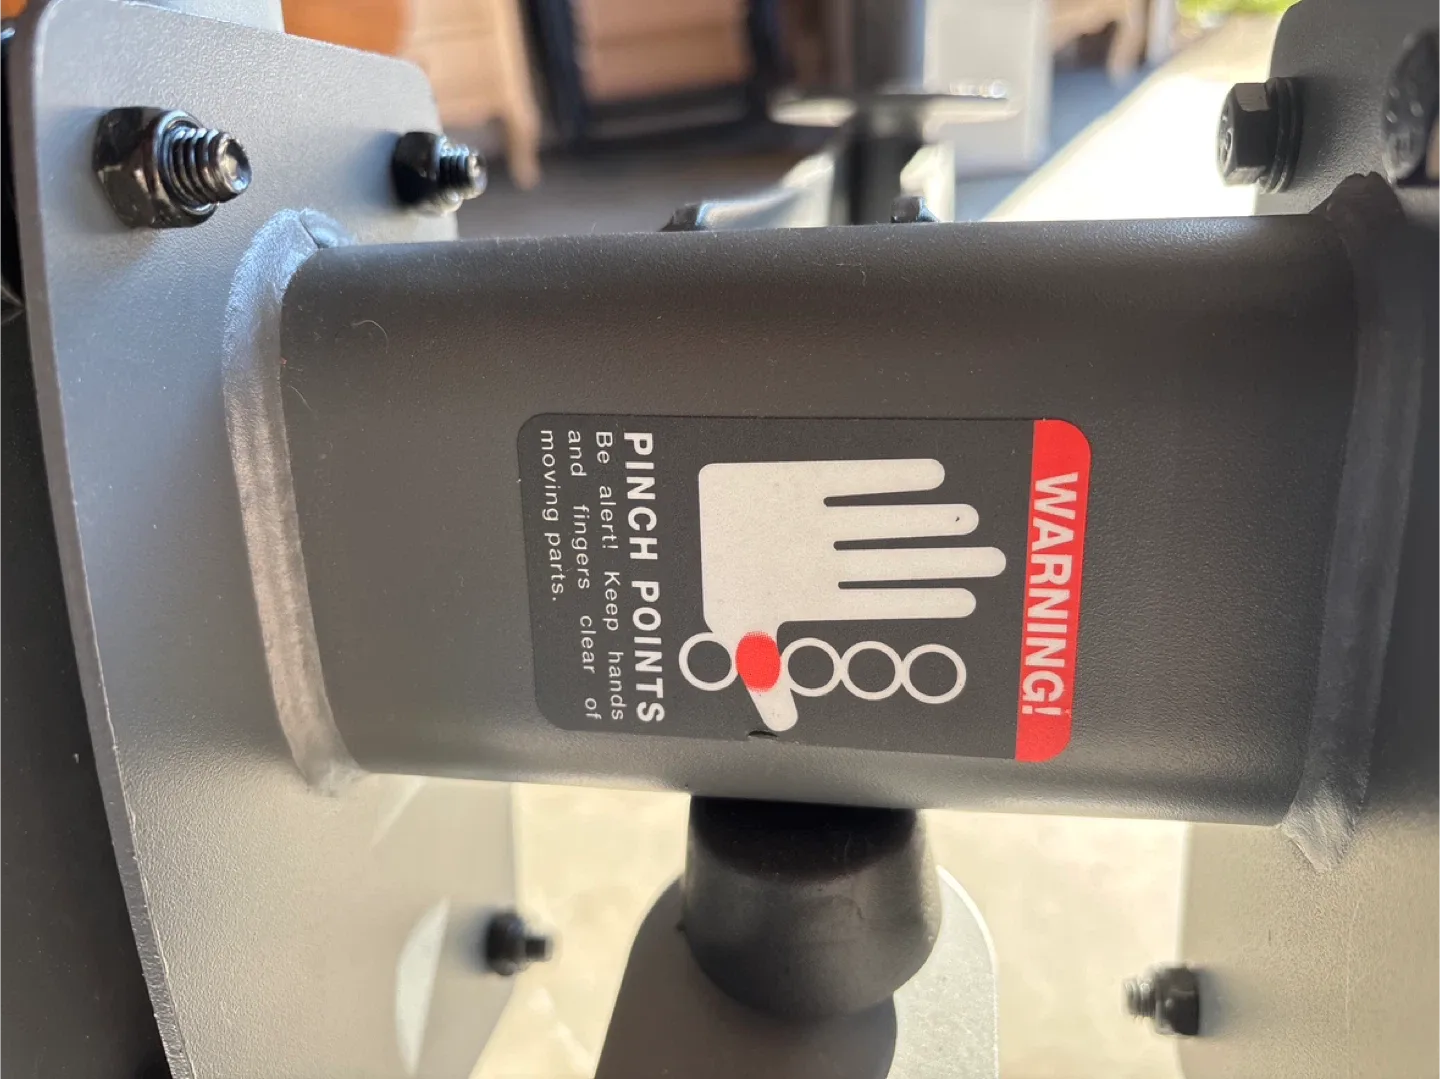 WARNING!
PINCH POINTS
Be alert! Keep hands
and fingers clear of
moving parts.